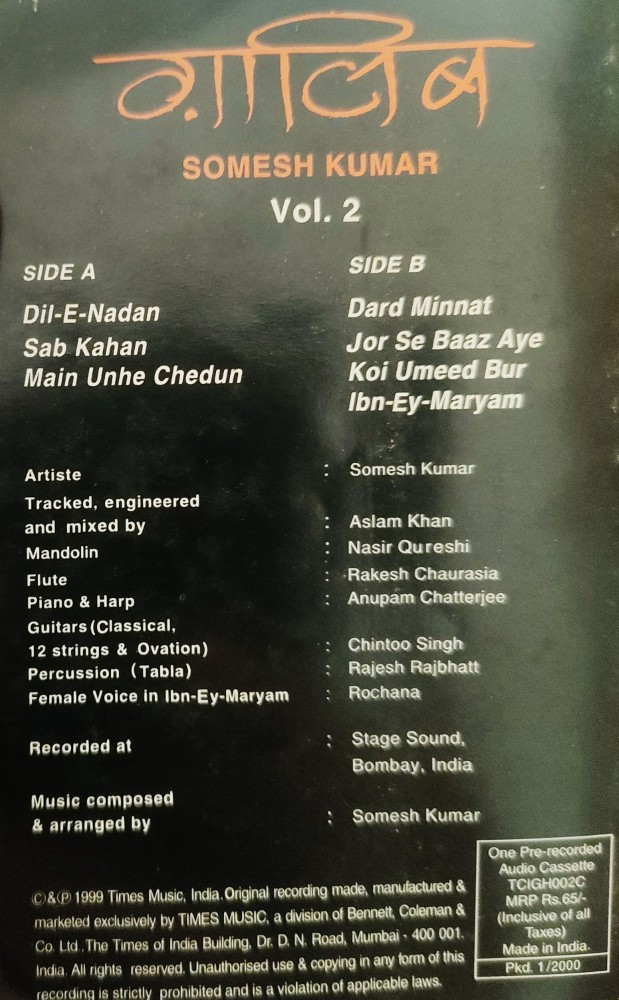 ग़ालिब
SOMESH KUMAR
Vol. 2
SIDE A
Dil-E-Nadan
Sab Kahan
Main Unhe Chedun
SIDE B
Dard Minnat
Jor Se Baaz Aye
Koi Umeed Bur
Ibn-Ey-Maryam
Artiste : Somesh Kumar
Tracked, engineered
and mixed by : Aslam Khan
Mandolin : Nasir Qureshi
Flute : Rakesh Chaurasia
Piano & Harp : Anupam Chatterjee
Guitars (Classical,
12 strings & Ovation) : Chintoo Singh
Percussion (Tabla) : Rajesh Rajbhatt
Female Voice in Ibn-Ey-Maryam : Rochana
Recorded at : Stage Sound,
Bombay, India
Music composed
& arranged by : Somesh Kumar
©&℗ 1999 Times Music, India. Original recording made, manufactured &
marketed exclusively by TIMES MUSIC, a division of Bennett, Coleman &
Co. Ltd., The Times of India Building, Dr. D. N. Road, Mumbai - 400 001.
India. All rights reserved. Unauthorised use & copying in any form of this
recording is strictly prohibited and is a violation of applicable laws.
One Pre-recorded
Audio Cassette
TCIGH002C
MRP Rs.65/-
(Inclusive of all
Taxes)
Made in India.
Pkd. 1/2000